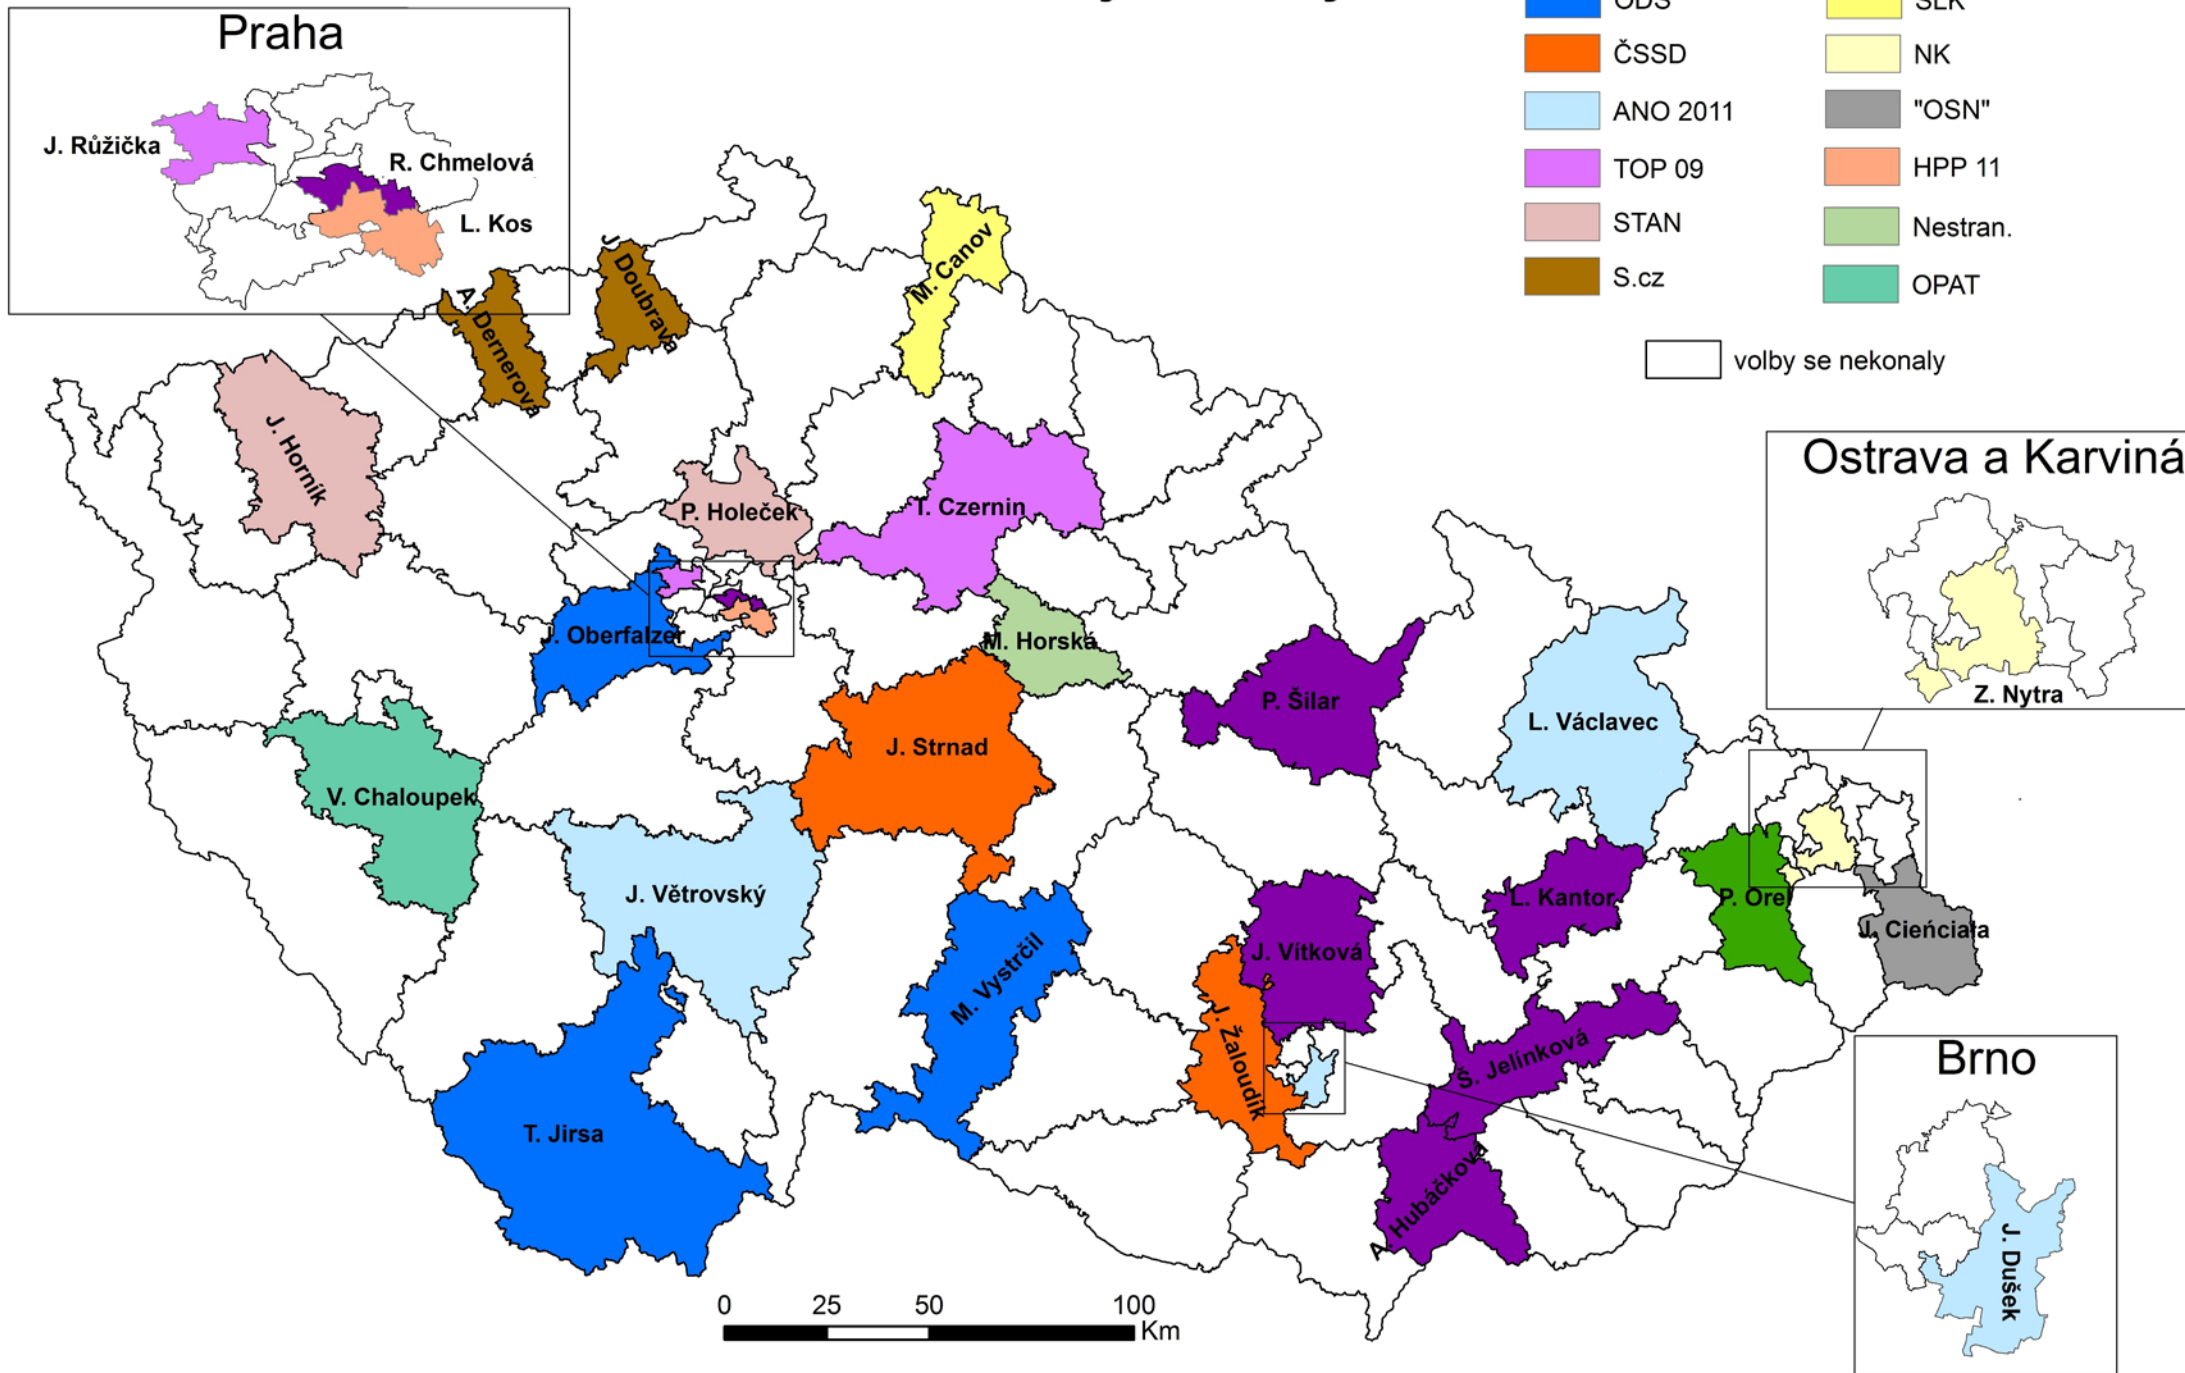 Praha
J. Růžička
R. Chmelová
L. Kos
ODS
ČSSD
ANO 2011
TOP 09
STAN
S.cz
SLK
NK
"OSN"
HPP 11
Nestran.
OPAT
volby se nekonaly
Ostrava a Karviná
Z. Nytra
M. Canov
J. Doubrava
A. Dernerová
J. Horník
P. Holeček
T. Czernin
J. Oberfalzer
M. Horská
P. Šilar
L. Václavec
J. Strnad
V. Chaloupek
J. Větrovský
L. Kantor
P. Orel
J. Cieńciała
J. Vítková
M. Vystrčil
J. Žaloudík
Š. Jelínková
T. Jirsa
A. Hubáčková
Brno
J. Dušek
0 25 50 100
Km